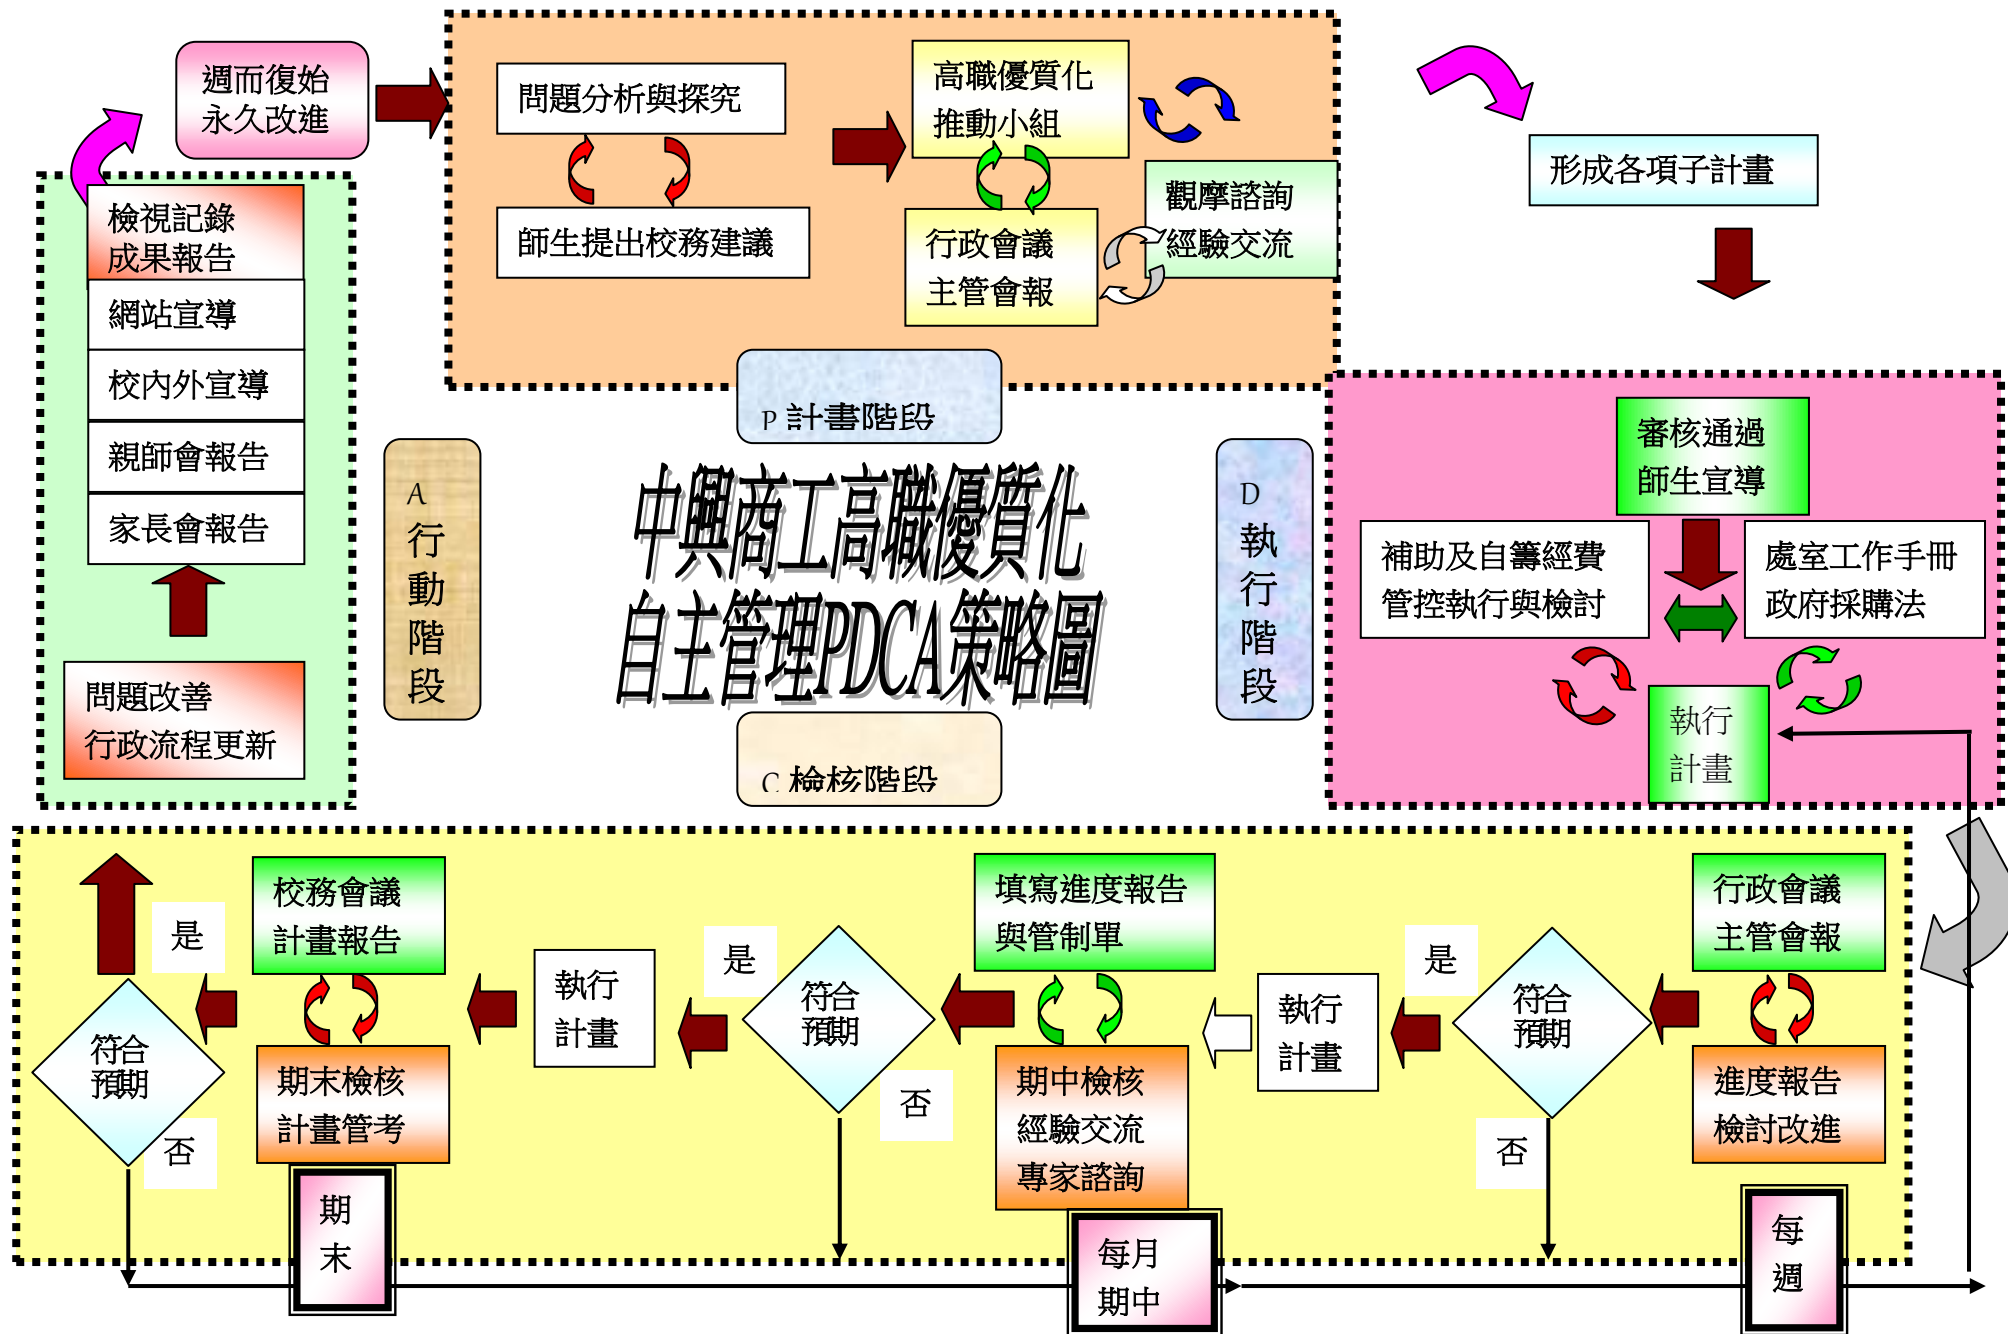 週而復始
永久改進
問題分析與探究
師生提出校務建議
高職優質化
推動小組
行政會議
主管會報
觀摩諮詢
經驗交流
形成各項子計畫
P 計畫階段
檢視記錄
成果報告
網站宣導
校內外宣導
親師會報告
家長會報告
問題改善
行政流程更新
A
行
動
階
段
中興商工高職優質化
自主管理PDCA策略圖
D
執
行
階
段
C 檢核階段
審核通過
師生宣導
補助及自籌經費
管控執行與檢討
處室工作手冊
政府採購法
執行
計畫
行政會議
主管會報
進度報告
檢討改進
每
週
符合
預期
是
否
執行
計畫
填寫進度報告
與管制單
期中檢核
經驗交流
專家諮詢
每月
期中
符合
預期
是
否
執行
計畫
校務會議
計畫報告
期末檢核
計畫管考
期
末
符合
預期
是
否